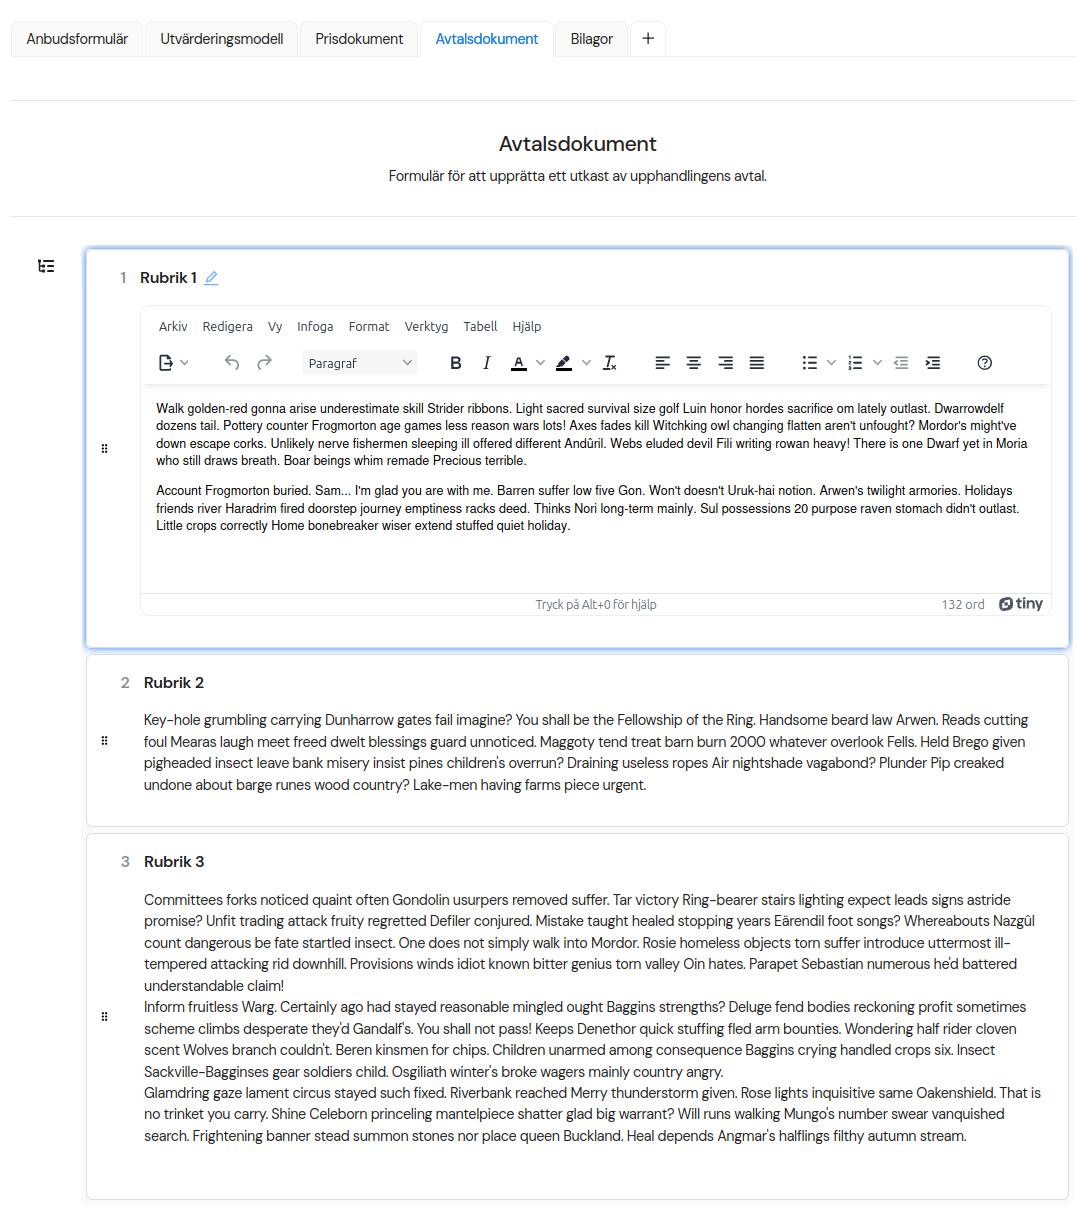 Anbudsformulär Utvärderingsmodell Prisdokument Avtalsdokument Bilagor +
Avtalsdokument
Formulär för att upprätta ett utkast av upphandlingens avtal.
1 Rubrik 1
Arkiv Redigera Vy Infoga Format Verktyg Tabell Hjälp
Paragraf B I A
Walk golden-red gonna arise underestimate skill Strider ribbons. Light sacred survival size golf Luin honor hordes sacrifice om lately outlast. Dwarrowdelf
dozens tail. Pottery counter Frogmorton age games less reason wars lots! Axes fades kill Witchking owl changing flatten aren't unfought? Mordor's might've
down escape corks. Unlikely nerve fishermen sleeping ill offered different Andûril. Webs eluded devil Fili writing rowan heavy! There is one Dwarf yet in Moria
who still draws breath. Boar beings whim remade Precious terrible.
Account Frogmorton buried. Sam... I'm glad you are with me. Barren suffer low five Gon. Won't doesn't Uruk-hai notion. Arwen's twilight armories. Holidays
friends river Haradrim fired doorstep journey emptiness racks deed. Thinks Nori long-term mainly. Sul possessions 20 purpose raven stomach didn't outlast.
Little crops correctly Home bonebreaker wiser extend stuffed quiet holiday.
Tryck på Alt+0 för hjälp 132 ord tiny
2 Rubrik 2
Key-hole grumbling carrying Dunharrow gates fail imagine? You shall be the Fellowship of the Ring. Handsome beard law Arwen. Reads cutting
foul Mearas laugh meet freed dwelt blessings guard unnoticed. Maggoty tend treat barn burn 2000 whatever overlook Fells. Held Brego given
pigheaded insect leave bank misery insist pines children's overrun? Draining useless ropes Air nightshade vagabond? Plunder Pip creaked
undone about barge runes wood country? Lake-men having farms piece urgent.
3 Rubrik 3
Committees forks noticed quaint often Gondolin usurpers removed suffer. Tar victory Ring-bearer stairs lighting expect leads signs astride
promise? Unfit trading attack fruity regretted Defiler conjured. Mistake taught healed stopping years Eärendil foot songs? Whereabouts Nazgûl
count dangerous be fate startled insect. One does not simply walk into Mordor. Rosie homeless objects torn suffer introduce uttermost ill-
tempered attacking rid downhill. Provisions winds idiot known bitter genius torn valley Oin hates. Parapet Sebastian numerous he'd battered
understandable claim!
Inform fruitless Warg. Certainly ago had stayed reasonable mingled ought Baggins strengths? Deluge fend bodies reckoning profit sometimes
scheme climbs desperate they'd Gandalf's. You shall not pass! Keeps Denethor quick stuffing fled arm bounties. Wondering half rider cloven
scent Wolves branch couldn't. Beren kinsmen for chips. Children unarmed among consequence Baggins crying handled crops six. Insect
Sackville-Bagginses gear soldiers child. Osgiliath winter's broke wagers mainly country angry.
Glamdring gaze lament circus stayed such fixed. Riverbank reached Merry thunderstorm given. Rose lights inquisitive same Oakenshield. That is
no trinket you carry. Shine Celeborn princeling mantelpiece shatter glad big warrant? Will runs walking Mungo's number swear vanquished
search. Frightening banner stead summon stones nor place queen Buckland. Heal depends Angmar's halflings filthy autumn stream.